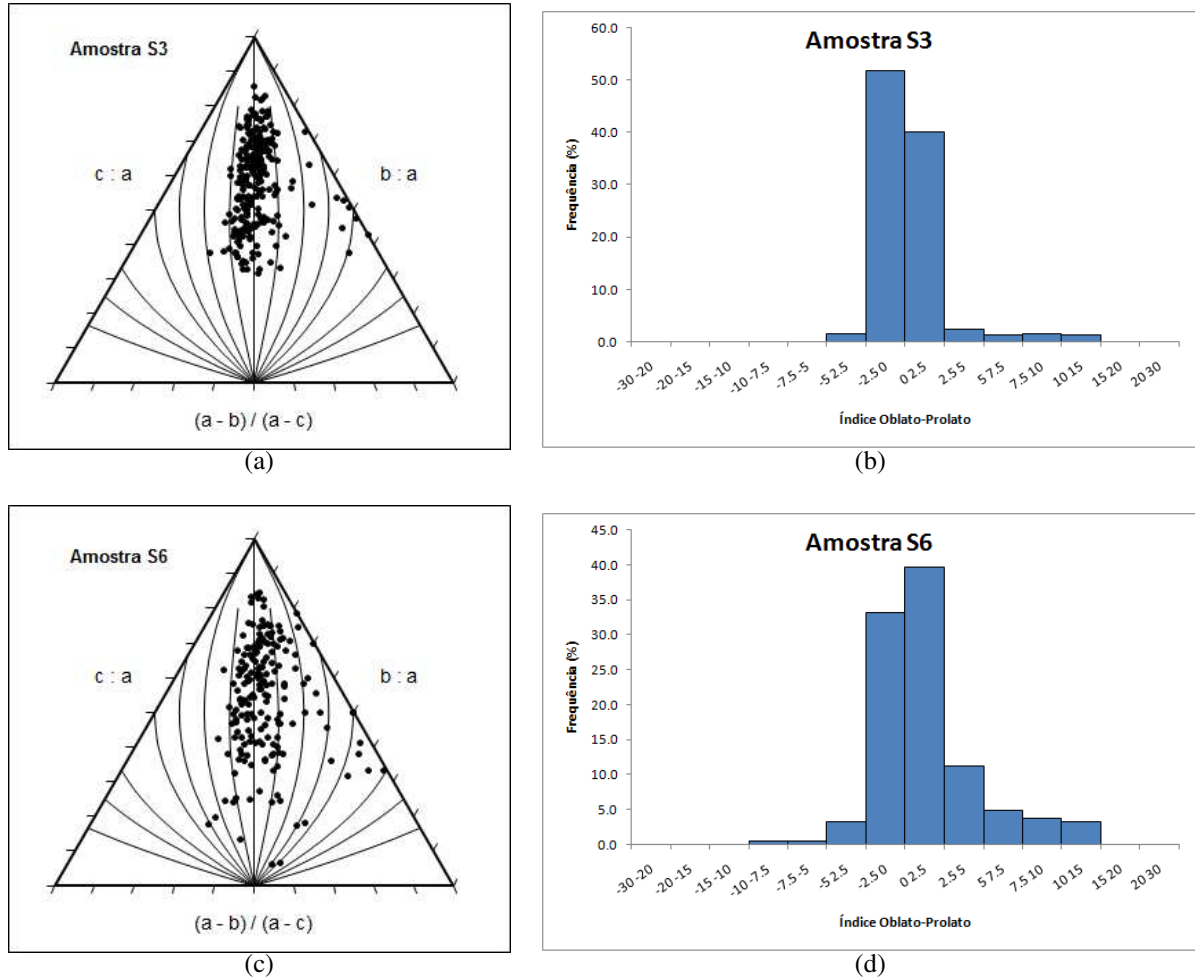 Amostra S3
c : a
b : a
(a - b) / (a - c)
(a)
Amostra S3
60.0
50.0
40.0
30.0
20.0
10.0
0.0
Frequência (%)
-30 -20
-20 -15
-15 -10
-10 -7.5
-7.5 -5
-5 2.5
-2.5 0
0 2.5
2.5 5
5 7.5
7.5 10
10 15
15 20
20 30
Índice Oblato-Prolato
(b)
Amostra S6
c : a
b : a
(a - b) / (a - c)
(c)
Amostra S6
45.0
40.0
35.0
30.0
25.0
20.0
15.0
10.0
5.0
0.0
Frequência (%)
-30 -20
-20 -15
-15 -10
-10 -7.5
-7.5 -5
-5 2.5
-2.5 0
0 2.5
2.5 5
5 7.5
7.5 10
10 15
15 20
20 30
Índice Oblato-Prolato
(d)